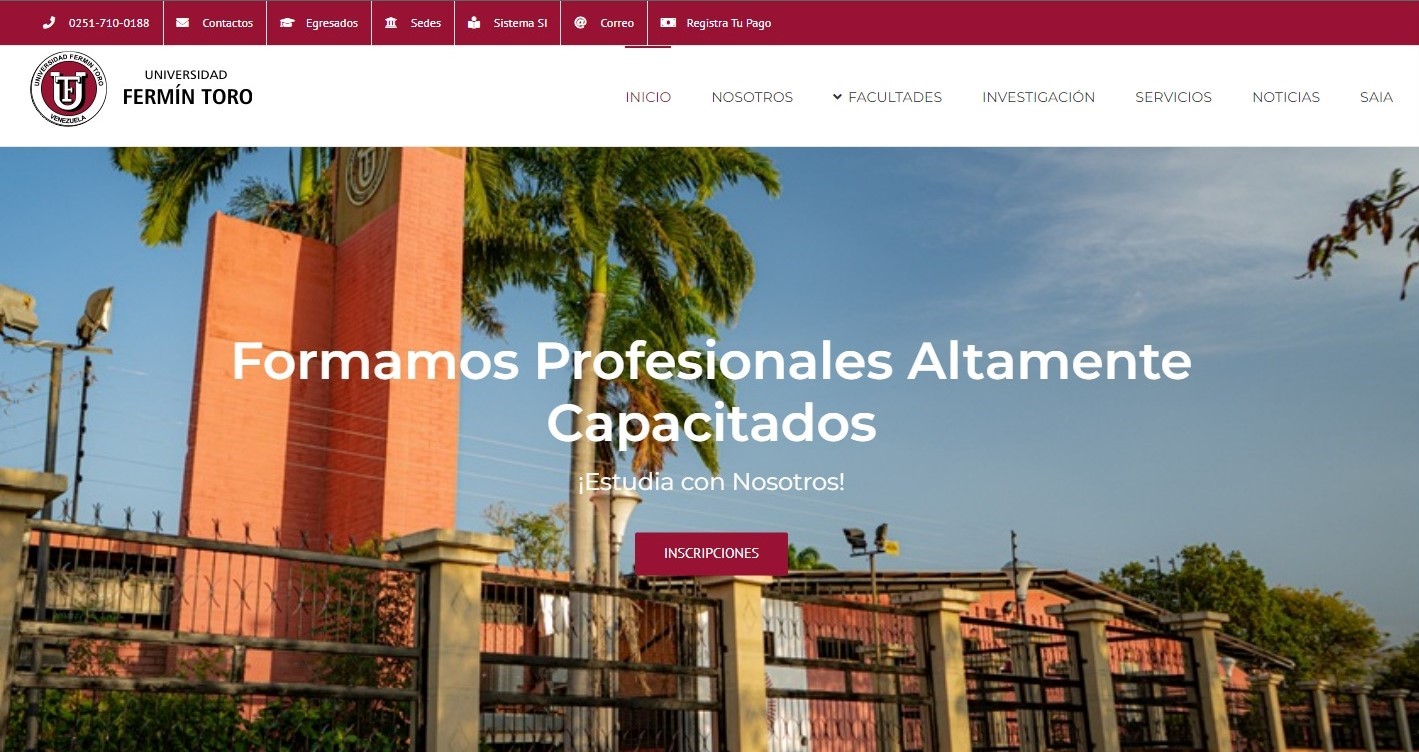 0251-710-0188 Contactos Egresados Sedes Sistema SI Correo Registra Tu Pago
UNIVERSIDAD FERMIN TORO
VENEZUELA
UNIVERSIDAD
FERMÍN TORO
INICIO NOSOTROS FACULTADES INVESTIGACIÓN SERVICIOS NOTICIAS SAIA
Formamos Profesionales Altamente
Capacitados
¡Estudia con Nosotros!
INSCRIPCIONES